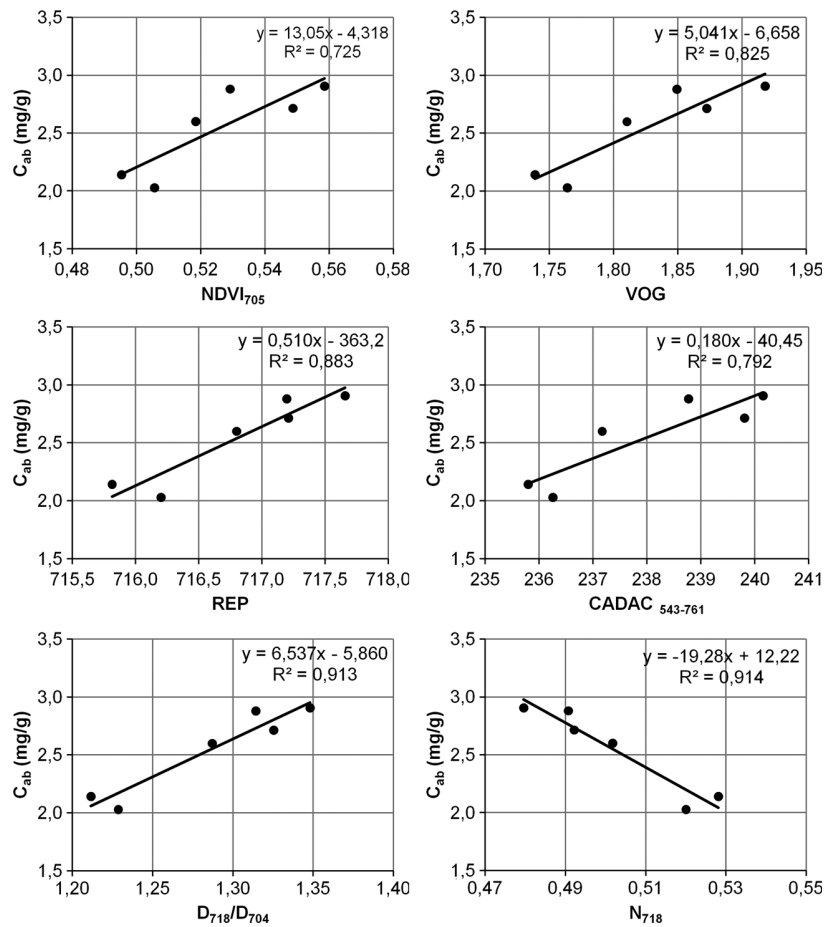 y = 13,05x - 4,318
R² = 0,725
3,5
3,0
2,5
2,0
1,5
C_ab (mg/g)
0,48 0,50 0,52 0,54 0,56 0,58
NDVI₇₀₅
y = 5,041x - 6,658
R² = 0,825
3,5
3,0
2,5
2,0
1,5
C_ab (mg/g)
1,70 1,75 1,80 1,85 1,90 1,95
VOG
y = 0,510x - 363,2
R² = 0,883
3,5
3,0
2,5
2,0
1,5
C_ab (mg/g)
715,5 716,0 716,5 717,0 717,5 718,0
REP
y = 0,180x - 40,45
R² = 0,792
3,5
3,0
2,5
2,0
1,5
C_ab (mg/g)
235 236 237 238 239 240 241
CADAC ₅₄₃₋₇₆₁
y = 6,537x - 5,860
R² = 0,913
3,5
3,0
2,5
2,0
1,5
C_ab (mg/g)
1,20 1,25 1,30 1,35 1,40
D₇₁₈/D₇₀₄
y = -19,28x + 12,22
R² = 0,914
3,5
3,0
2,5
2,0
1,5
C_ab (mg/g)
0,47 0,49 0,51 0,53 0,55
N₇₁₈